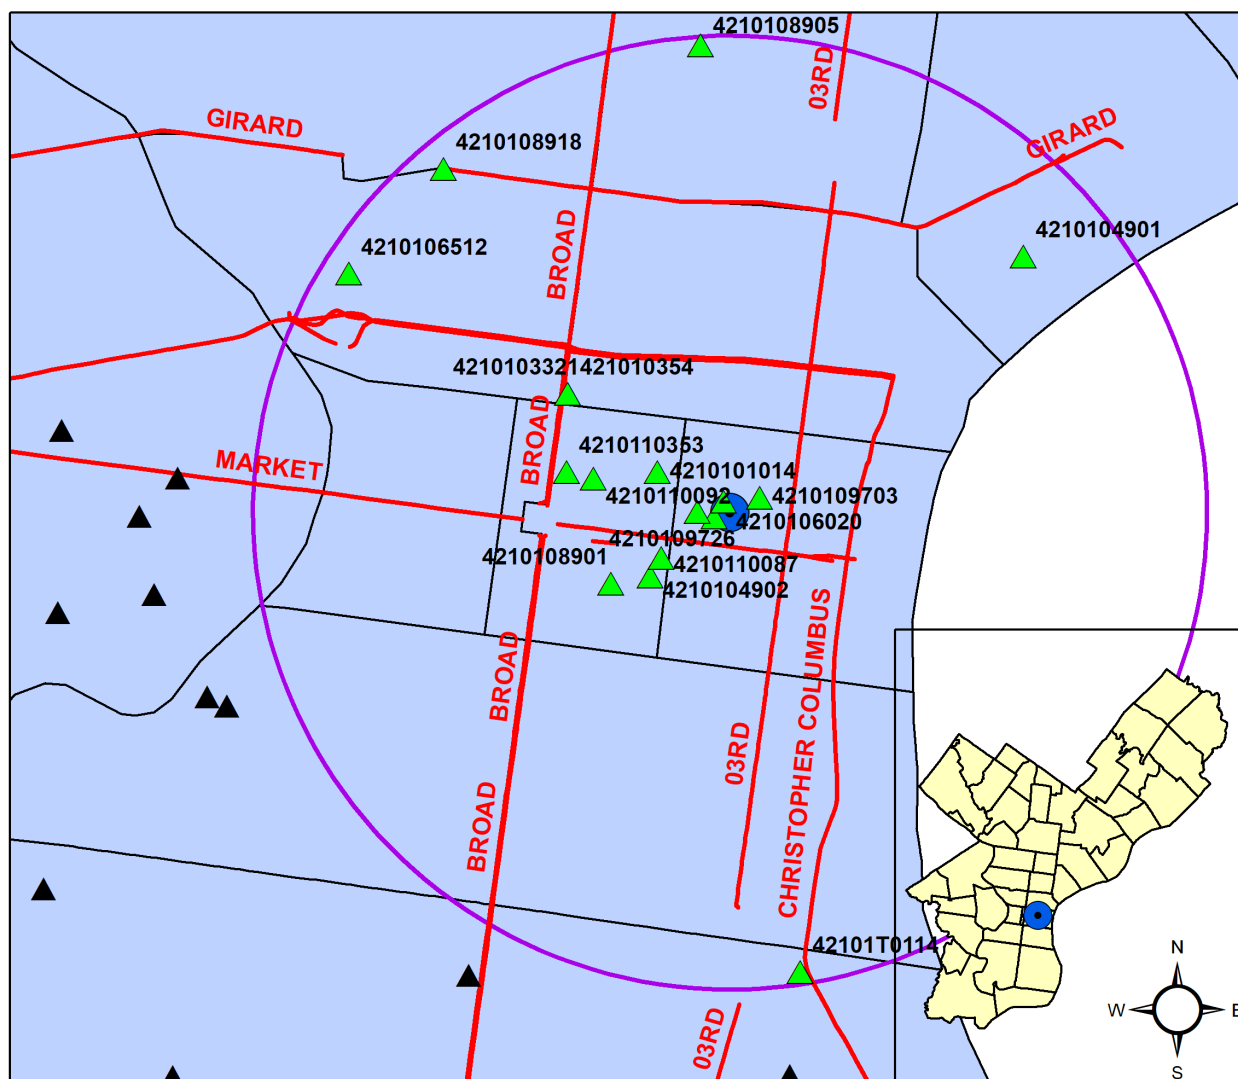 4210108905
03RD
GIRARD
GIRARD
4210108918
BROAD
4210104901
4210106512
4210103321421010354
BROAD
4210110353
MARKET
4210101014
4210110092
4210109703
4210106020
4210109726
4210108901
4210110087
4210104902
CHRISTOPHER COLUMBUS
BROAD
03RD
BROAD
42101T0114
03RD
N
W
E
S